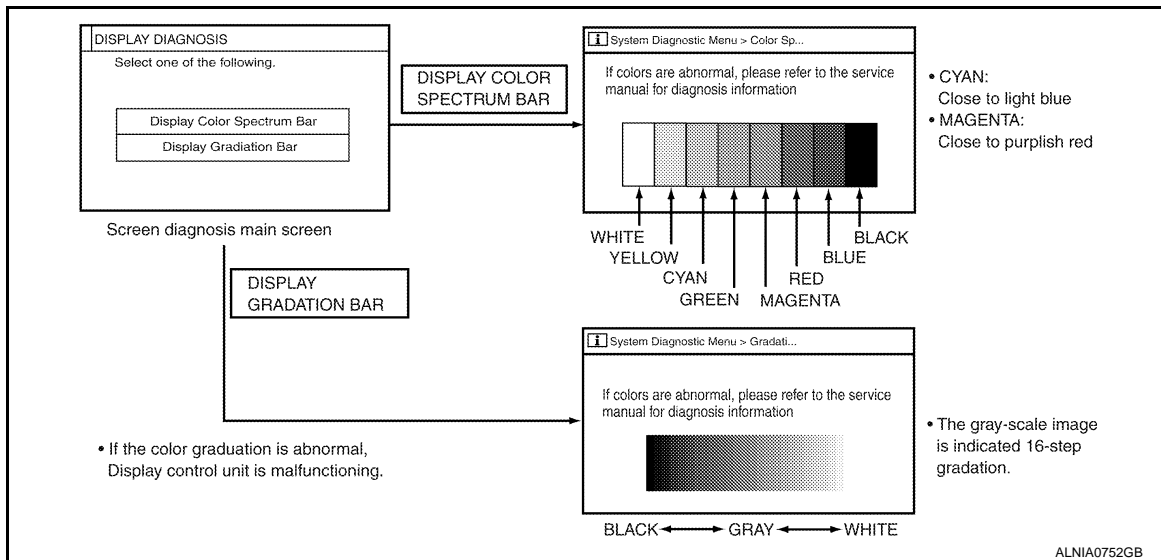 DISPLAY DIAGNOSIS
Select one of the following.
Display Color Spectrum Bar
Display Gradiation Bar
Screen diagnosis main screen
DISPLAY COLOR
SPECTRUM BAR
i System Diagnostic Menu > Color Sp...
If colors are abnormal, please refer to the service
manual for diagnosis information
WHITE
YELLOW
CYAN
GREEN
MAGENTA
RED
BLUE
BLACK
• CYAN:
Close to light blue
• MAGENTA:
Close to purplish red
DISPLAY
GRADATION BAR
i System Diagnostic Menu > Gradati...
If colors are abnormal, please refer to the service
manual for diagnosis information
BLACK GRAY WHITE
• If the color graduation is abnormal,
Display control unit is malfunctioning.
• The gray-scale image
is indicated 16-step
gradation.
ALNIA0752GB